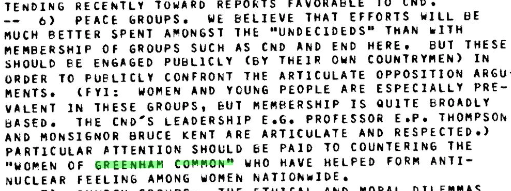 TENDING RECENTLY TOWARD REPORTS FAVORABLE TO CND.
-- 6) PEACE GROUPS. WE BELIEVE THAT EFFORTS WILL BE
MUCH BETTER SPENT AMONGST THE "UNDECIDEDS" THAN WITH
MEMBERSHIP OF GROUPS SUCH AS CND AND END HERE. BUT THESE
SHOULD BE ENGAGED PUBLICLY (BY THEIR OWN COUNTRYMEN) IN
ORDER TO PUBLICLY CONFRONT THE ARTICULATE OPPOSITION ARGU-
MENTS. (FYI: WOMEN AND YOUNG PEOPLE ARE ESPECIALLY PRE-
VALENT IN THESE GROUPS, BUT MEMBERSHIP IS QUITE BROADLY
BASED. THE CND'S LEADERSHIP E.G. PROFESSOR E.P. THOMPSON
AND MONSIGNOR BRUCE KENT ARE ARTICULATE AND RESPECTED.)
PARTICULAR ATTENTION SHOULD BE PAID TO COUNTERING THE
"WOMEN OF GREENHAM COMMON" WHO HAVE HELPED FORM ANTI-
NUCLEAR FEELING AMONG WOMEN NATIONWIDE.